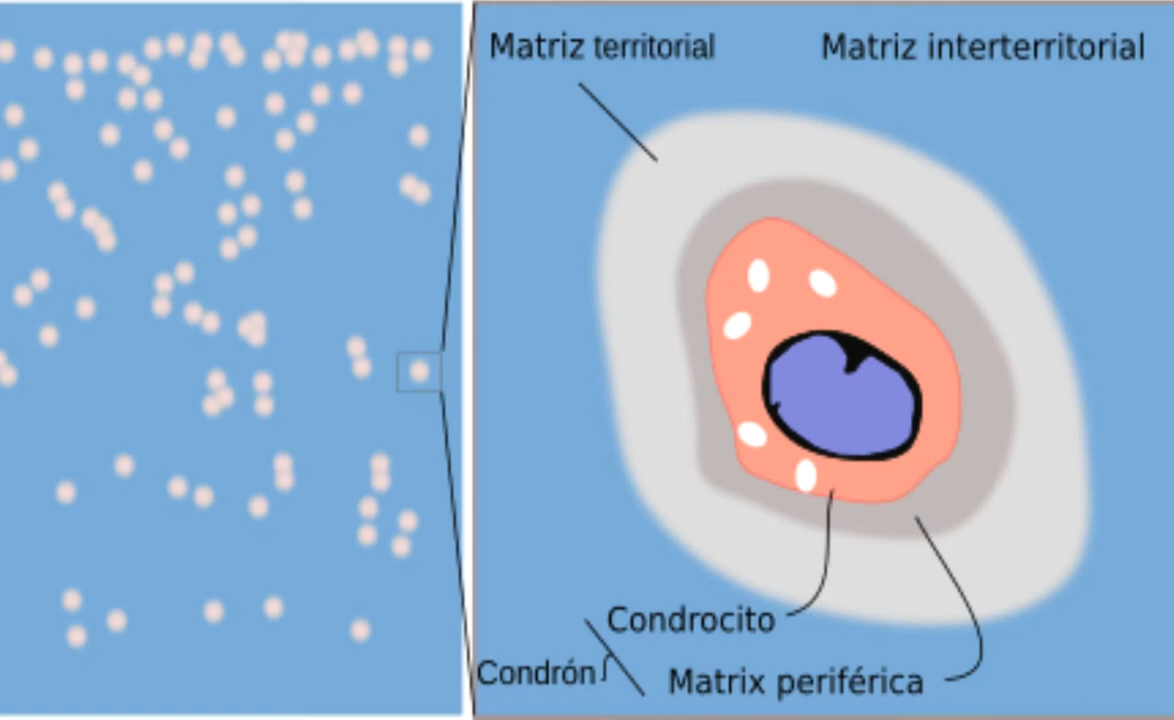 Matriz territorial
Matriz interterritorial
Condrocito
Condrón
Matrix periférica